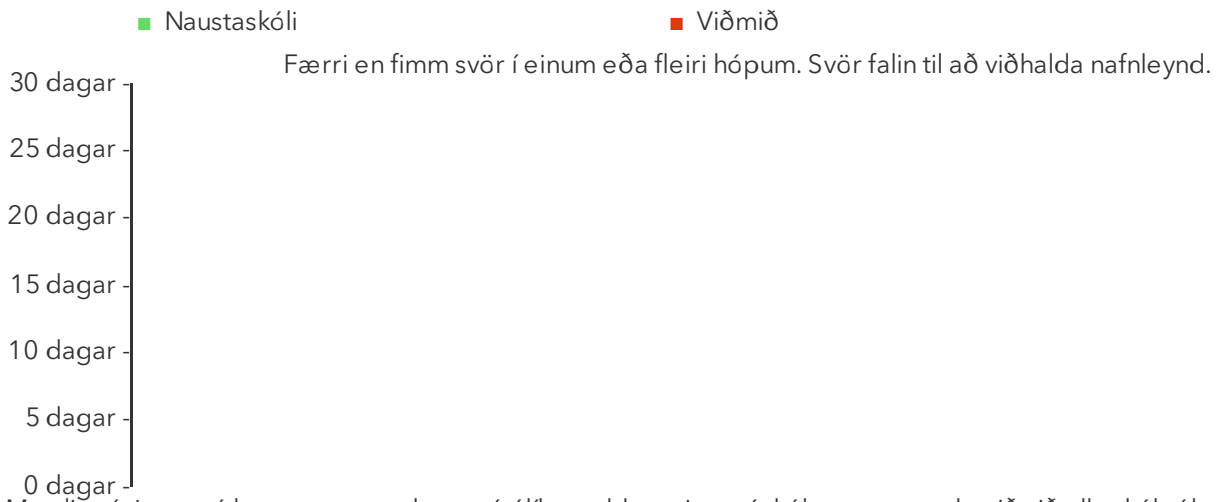 Naustaskóli Viðmið
Færri en fimm svör í einum eða fleiri hópum. Svör falin til að viðhalda nafnleynd.
30 dagar
25 dagar
20 dagar
15 dagar
10 dagar
5 dagar
0 dagar